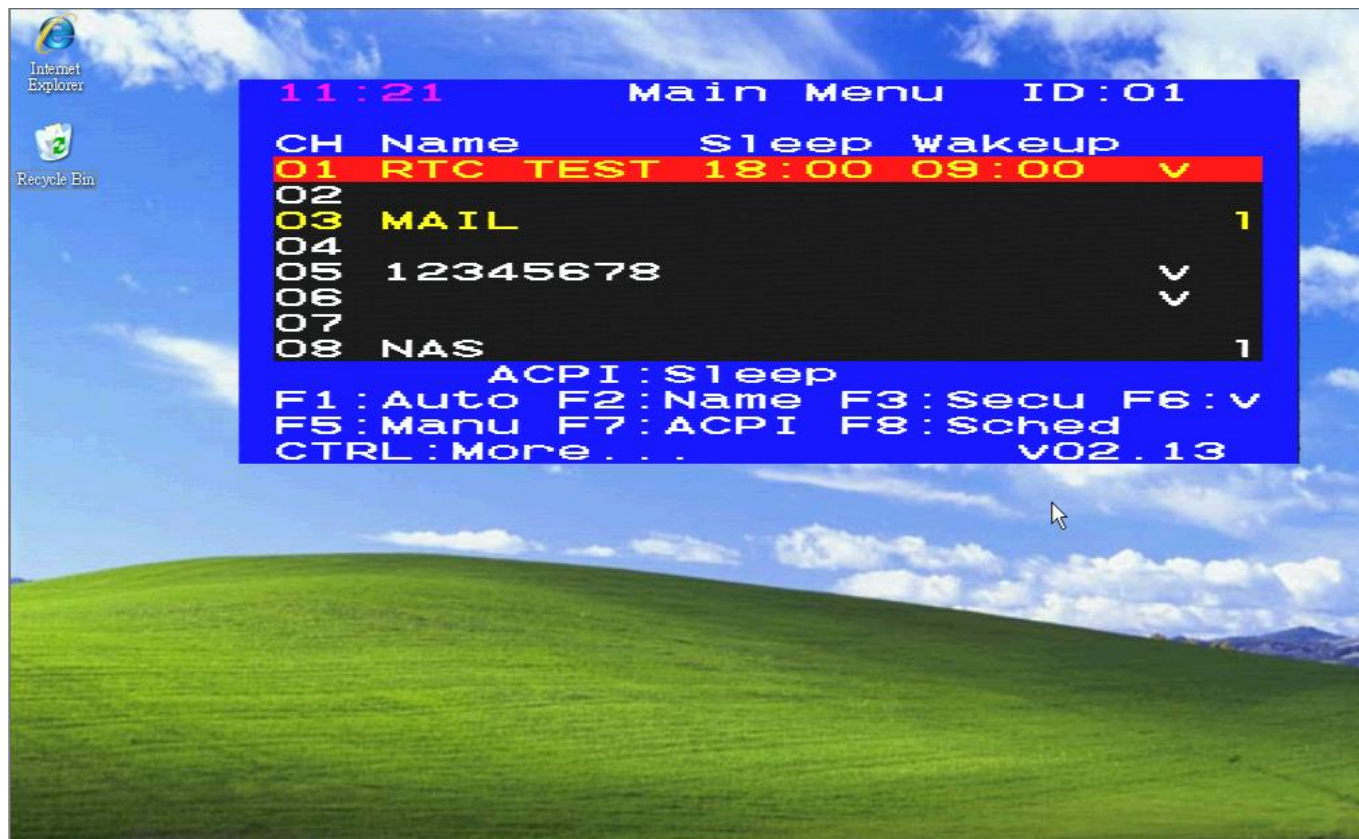 Internet
Explorer
Recycle Bin
11:21 Main Menu ID:01
CH Name Sleep Wakeup
01 RTC TEST 18:00 09:00 v
02
03 MAIL 1
04
05 12345678 v
06 v
07
08 NAS 1
ACPI:Sleep
F1:Auto F2:Name F3:Secu F6:v
F5:Manu F7:ACPI F8:Sched
CTRL:More... v02.13